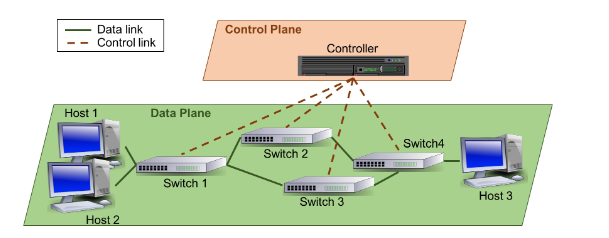 Data link
Control link
Control Plane
Controller
Data Plane
Host 1
Host 2
Switch 1
Switch 2
Switch 3
Switch4
Host 3